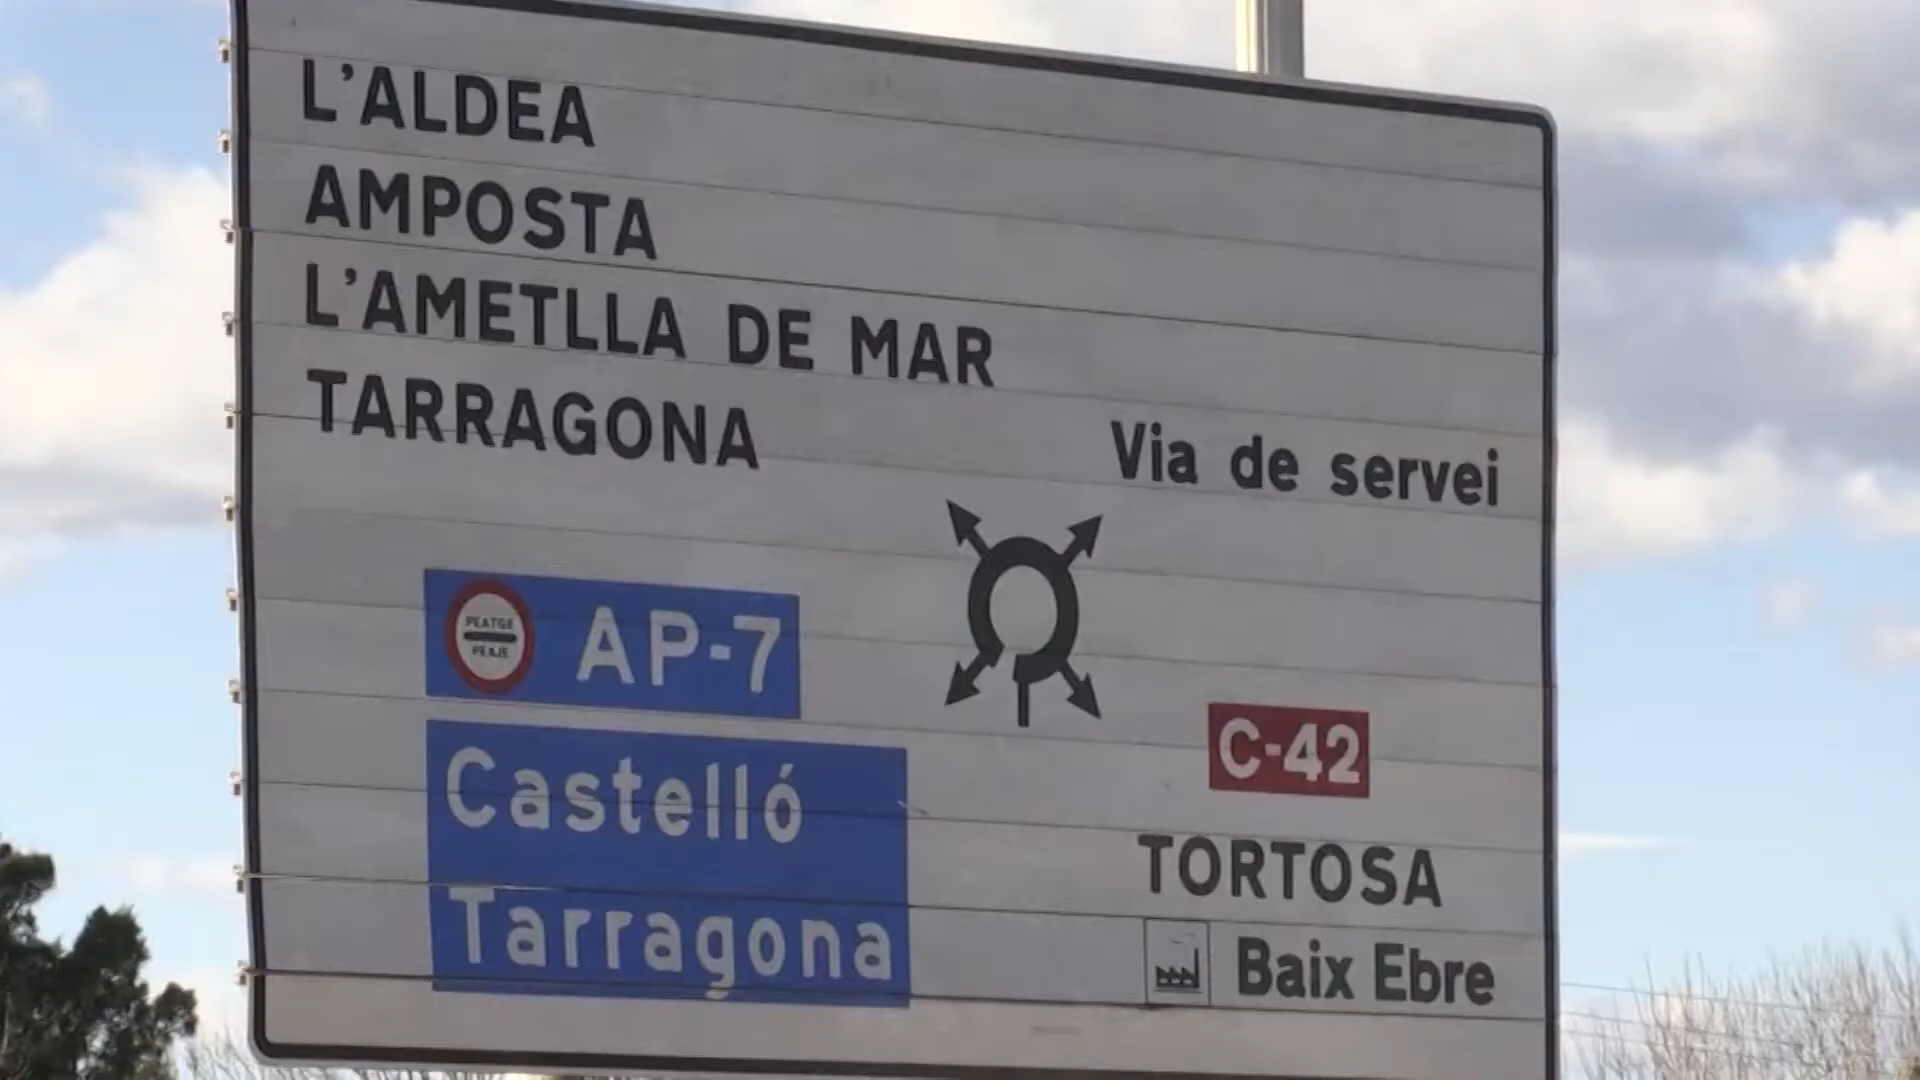 L'ALDEA
AMPOSTA
L'AMETLLA DE MAR
TARRAGONA
Via de servei
PEATGE
PEAJE
AP-7
Castelló
Tarragona
C-42
TORTOSA
Baix Ebre